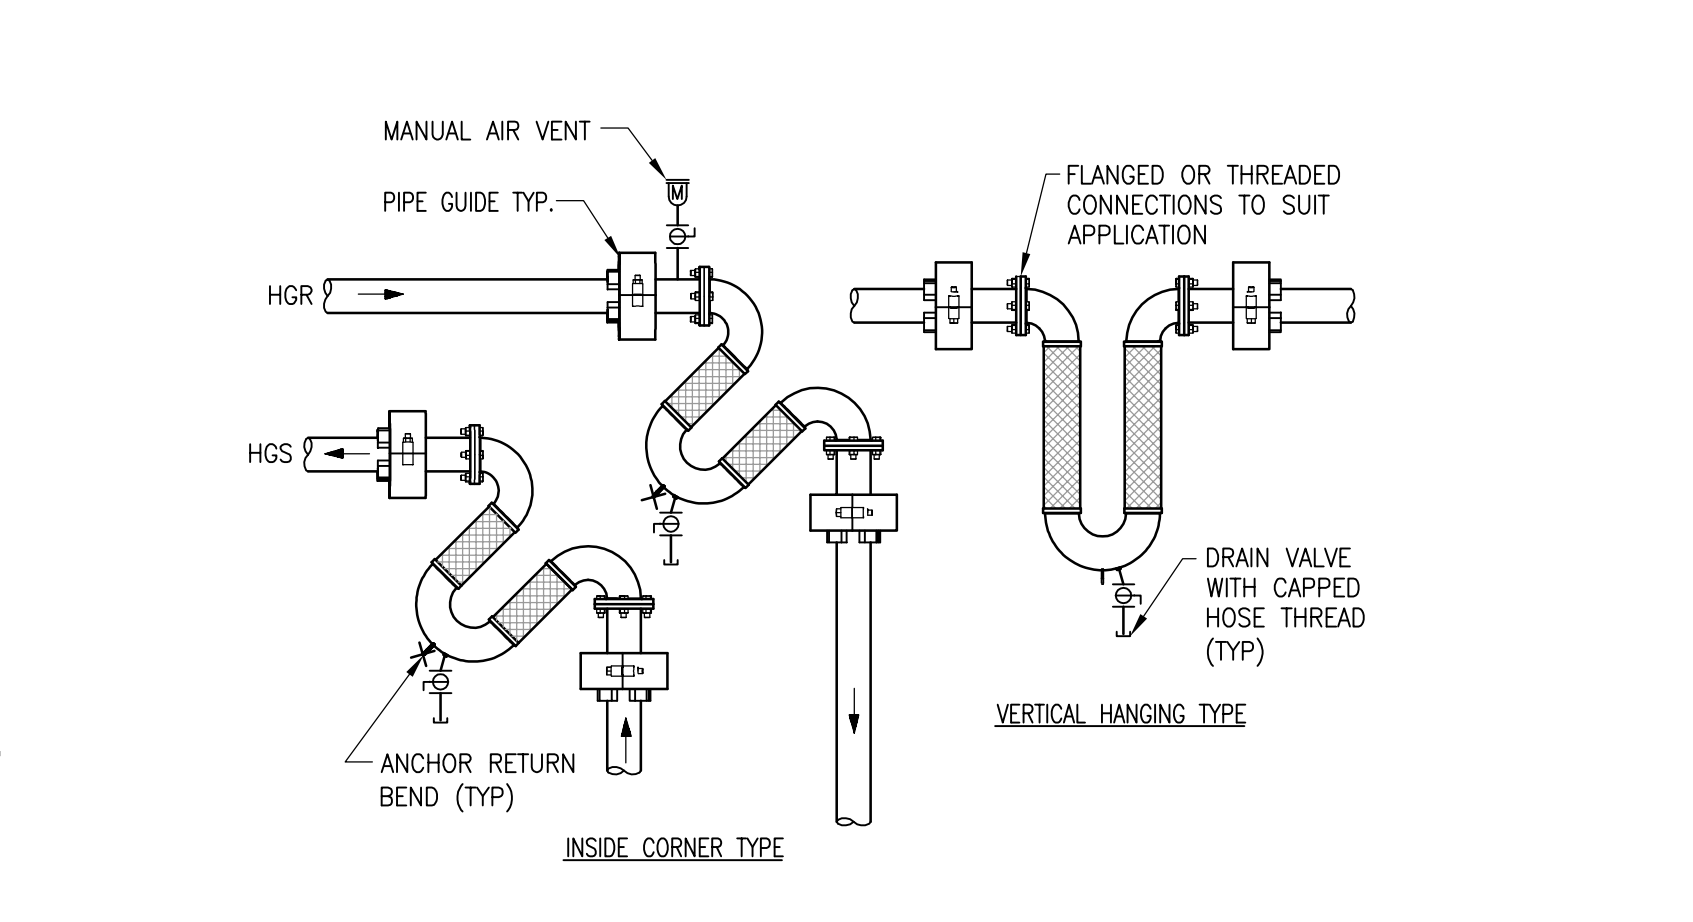 MANUAL AIR VENT
M
PIPE GUIDE TYP.
HGR
HGS
ANCHOR RETURN
BEND (TYP)
INSIDE CORNER TYPE
FLANGED OR THREADED
CONNECTIONS TO SUIT
APPLICATION
DRAIN VALVE
WITH CAPPED
HOSE THREAD
(TYP)
VERTICAL HANGING TYPE